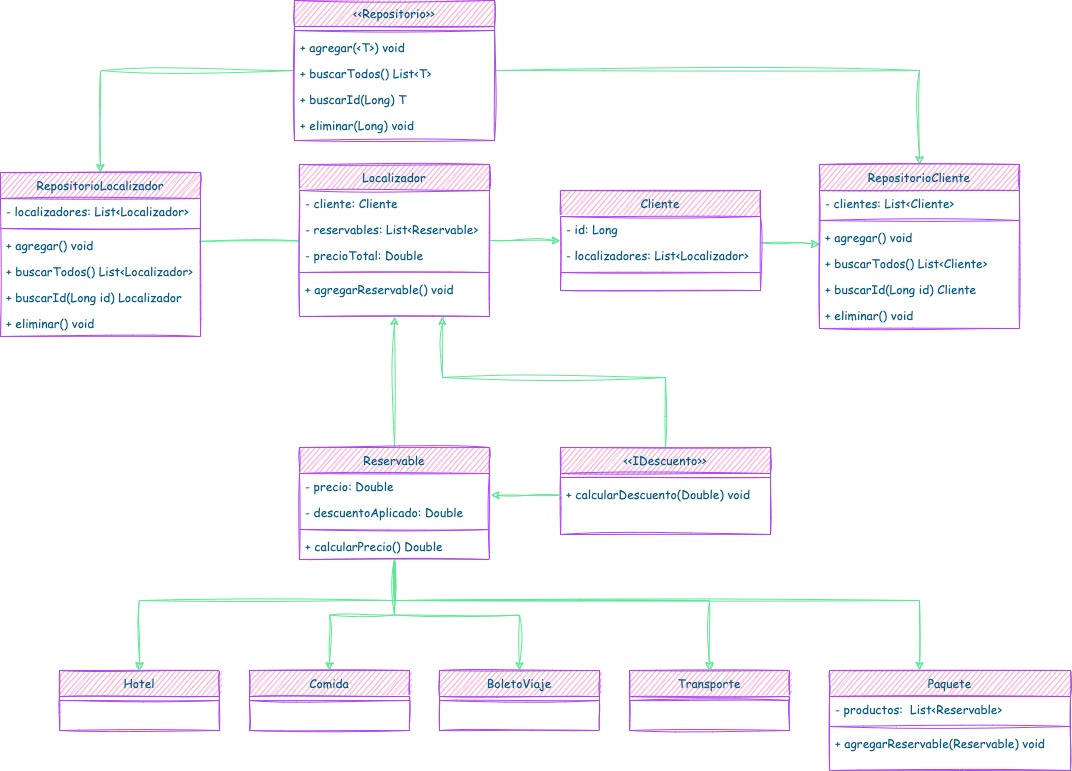 <<Repositorio>>
+ agregar(<T>) void
+ buscarTodos() List<T>
+ buscarId(Long) T
+ eliminar(Long) void
RepositorioLocalizador
- localizadores: List<Localizador>
+ agregar() void
+ buscarTodos() List<Localizador>
+ buscarId(Long id) Localizador
+ eliminar() void
Localizador
- cliente: Cliente
- reservables: List<Reservable>
- precioTotal: Double
+ agregarReservable() void
Cliente
- id: Long
- localizadores: List<Localizador>
RepositorioCliente
- clientes: List<Cliente>
+ agregar() void
+ buscarTodos() List<Cliente>
+ buscarId(Long id) Cliente
+ eliminar() void
Reservable
- precio: Double
- descuentoAplicado: Double
+ calcularPrecio() Double
<<IDescuento>>
+ calcularDescuento(Double) void
Hotel
Comida
BoletoViaje
Transporte
Paquete
- productos:  List<Reservable>
+ agregarReservable(Reservable) void